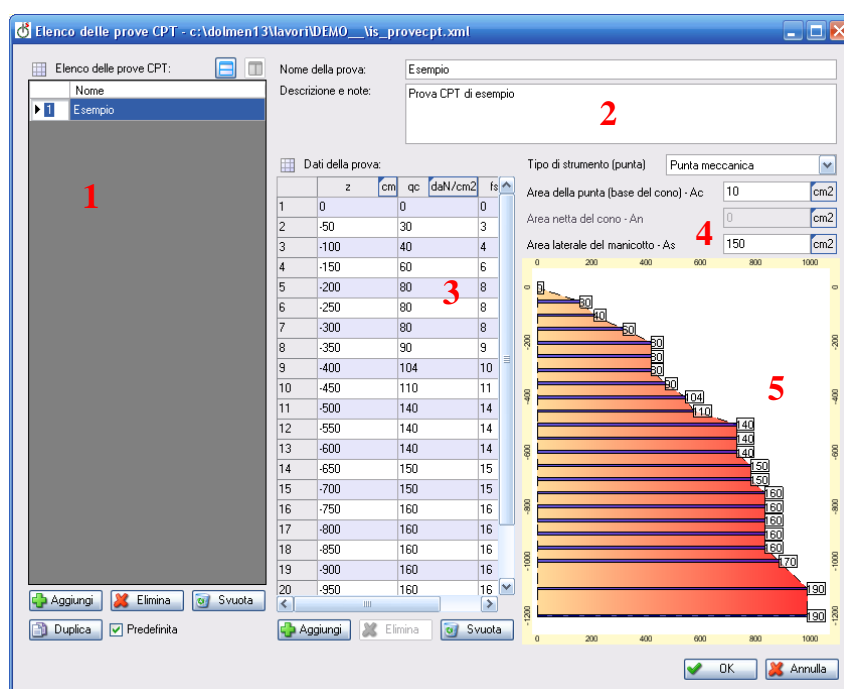 Elenco delle prove CPT - c:\dolmen13\lavori\DEMO__\is_provecpt.xml
Elenco delle prove CPT:
Nome
1 Esempio
1
Aggiungi Elimina Svuota
Duplica Predefinita
Nome della prova: Esempio
Descrizione e note: Prova CPT di esempio
2
Dati della prova:
z cm qc daN/cm2 fs
1 0 0 0
2 -50 30 3
3 -100 40 4
4 -150 60 6
5 -200 80 8
6 -250 80 8
7 -300 80 8
8 -350 90 9
9 -400 104 10
10 -450 110 11
11 -500 140 14
12 -550 140 14
13 -600 140 14
14 -650 150 15
15 -700 150 15
16 -750 160 16
17 -800 160 16
18 -850 160 16
19 -900 160 16
20 -950 160 16
3
Aggiungi Elimina Svuota
Tipo di strumento (punta) Punta meccanica
Area della punta (base del cono) - Ac 10 cm2
Area netta del cono - An 0 cm2
Area laterale del manicotto - As 150 cm2
4
0 200 400 600 800 1000
0 0 0
30
40
-200 60 -200
80
80
80
90
-400 104 -400
110
140
140
-600 140 -600
150
150
160
-800 160 -800
160
160
160
-1000 170 -1000
190
-1200 190 -1200
5
0 200 400 600 800 1000
OK Annulla